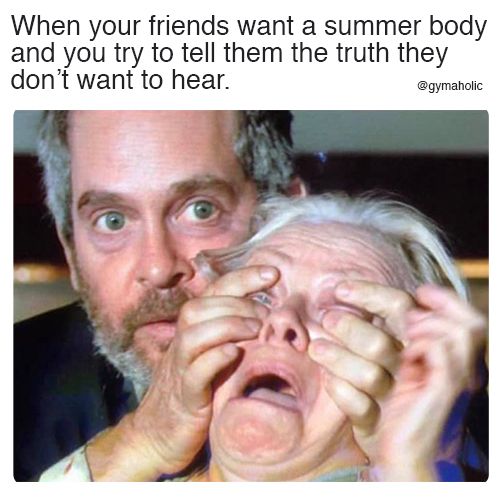 When your friends want a summer body
and you try to tell them the truth they
don’t want to hear.
@gymaholic